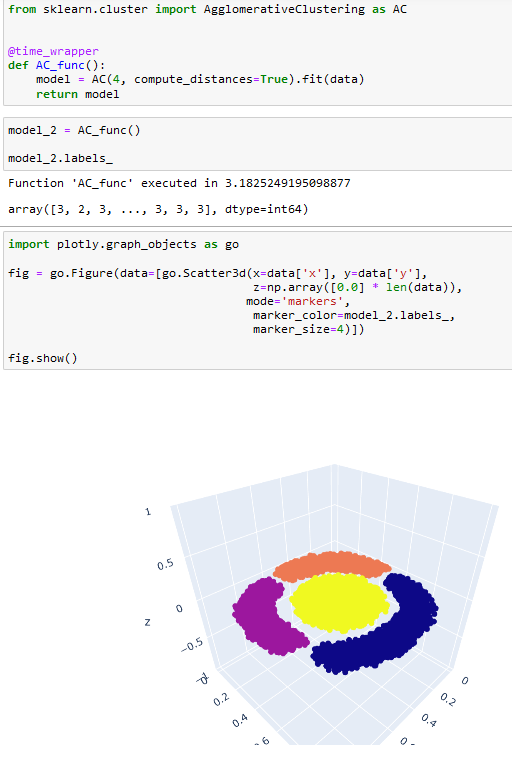 from sklearn.cluster import AgglomerativeClustering as AC
@time_wrapper
def AC_func():
    model = AC(4, compute_distances=True).fit(data)
    return model
model_2 = AC_func()
model_2.labels_
Function 'AC_func' executed in 3.1825249195098877
array([3, 2, 3, ..., 3, 3, 3], dtype=int64)
import plotly.graph_objects as go
fig = go.Figure(data=[go.Scatter3d(x=data['x'], y=data['y'],
                                   z=np.array([0.0] * len(data)),
                                  mode='markers',
                                   marker_color=model_2.labels_,
                                   marker_size=4)])
fig.show()
1
0.5
0
z
−0.5
0
0.2
0.2
0.4
0.4